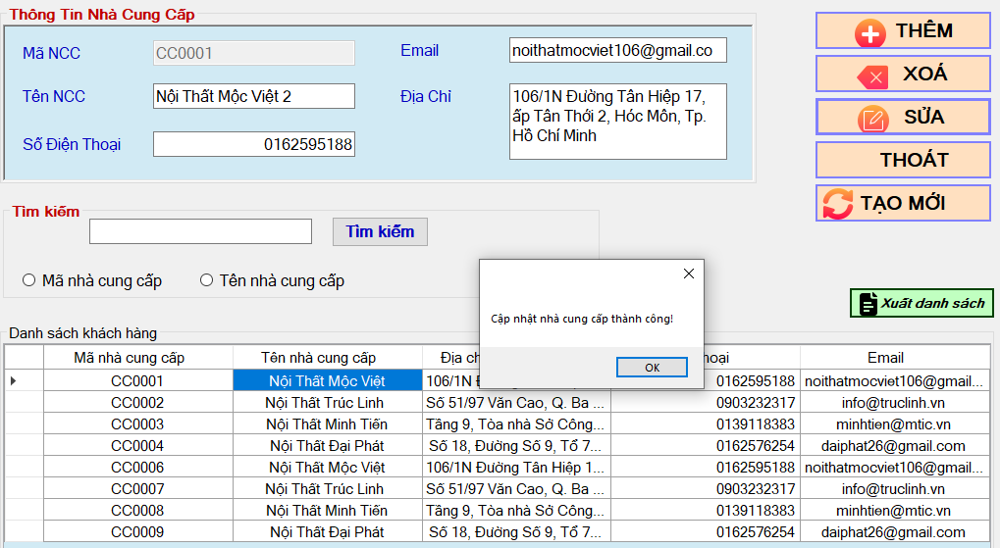 Thông Tin Nhà Cung Cấp
Mã NCC
CC0001
Email
noithatmocviet106@gmail.co
Tên NCC
Nội Thất Mộc Việt 2
Địa Chỉ
106/1N Đường Tân Hiệp 17,
ấp Tân Thới 2, Hóc Môn, Tp.
Hồ Chí Minh
Số Điện Thoại
0162595188
THÊM
XOÁ
SỬA
THOÁT
TẠO MỚI
Tìm kiếm
Tìm kiếm
Mã nhà cung cấp
Tên nhà cung cấp
Cập nhật nhà cung cấp thành công!
OK
Xuất danh sách
Danh sách khách hàng
Mã nhà cung cấp Tên nhà cung cấp Địa ch hoại Email
CC0001 Nội Thất Mộc Việt 106/1N Đ 0162595188 noithatmocviet106@gmail...
CC0002 Nội Thất Trúc Linh Số 51/97 Văn Cao, Q. Ba ... 0903232317 info@truclinh.vn
CC0003 Nội Thất Minh Tiến Tầng 9, Tòa nhà Sở Công... 0139118383 minhtien@mtic.vn
CC0004 Nội Thất Đại Phát Số 18, Đường Số 9, Tổ 7... 0162576254 daiphat26@gmail.com
CC0006 Nội Thất Mộc Việt 106/1N Đường Tân Hiệp 1... 0162595188 noithatmocviet106@gmail...
CC0007 Nội Thất Trúc Linh Số 51/97 Văn Cao, Q. Ba ... 0903232317 info@truclinh.vn
CC0008 Nội Thất Minh Tiến Tầng 9, Tòa nhà Sở Công... 0139118383 minhtien@mtic.vn
CC0009 Nội Thất Đại Phát Số 18, Đường Số 9, Tổ 7... 0162576254 daiphat26@gmail.com